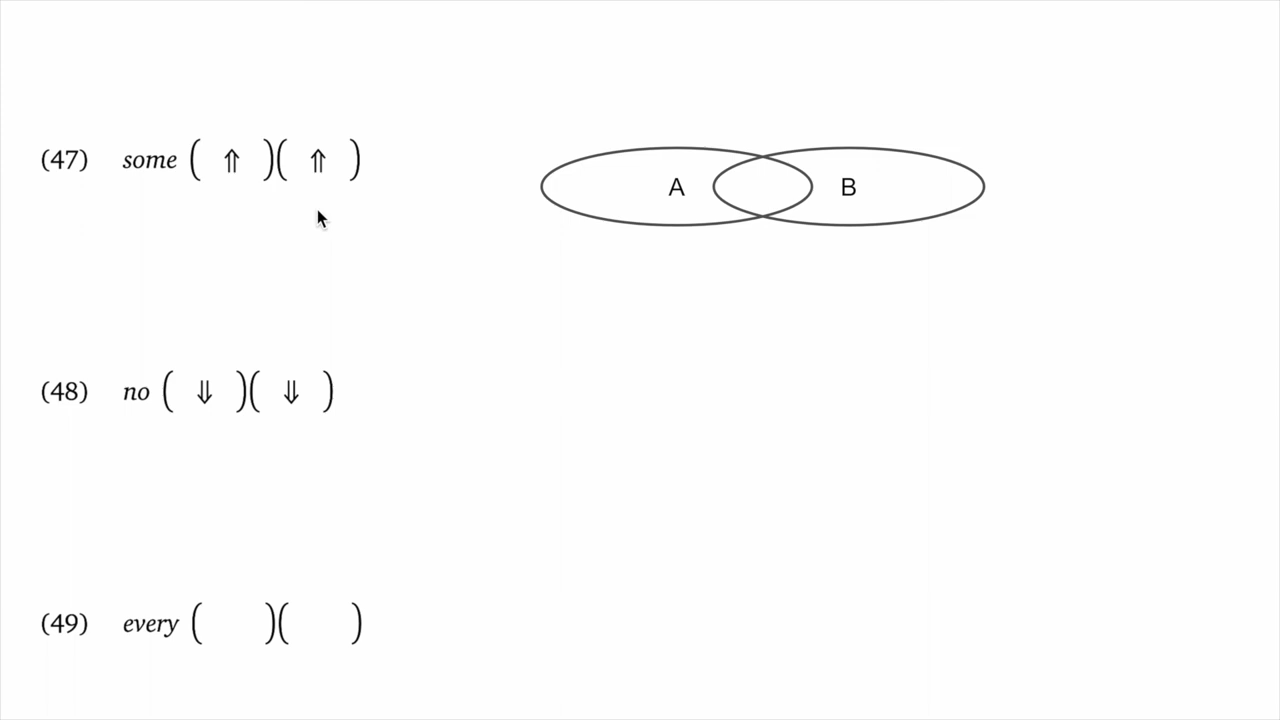 (47) some ( ⇑ )( ⇑ )
A B
(48) no ( ⇓ )( ⇓ )
(49) every ( )( )